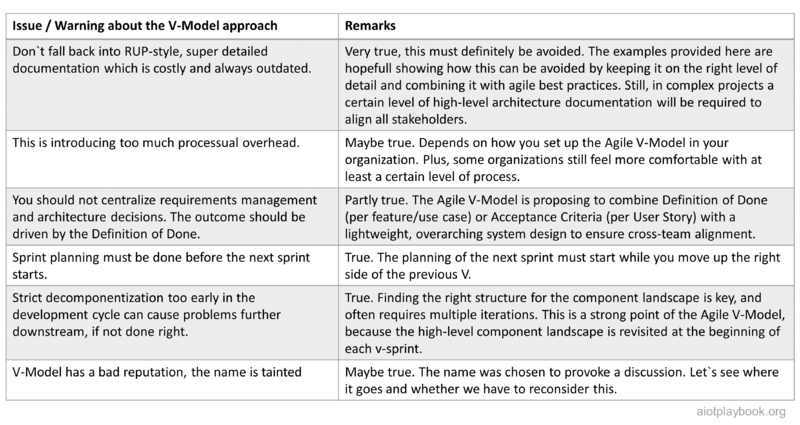 Issue / Warning about the V-Model approach
Remarks
Don`t fall back into RUP-style, super detailed
documentation which is costly and always outdated.
Very true, this must definitely be avoided. The examples provided here are
hopefull showing how this can be avoided by keeping it on the right level of
detail and combining it with agile best practices. Still, in complex projects a
certain level of high-level architecture documentation will be required to
align all stakeholders.
This is introducing too much processual overhead.
Maybe true. Depends on how you set up the Agile V-Model in your
organization. Plus, some organizations still feel more comfortable with at
least a certain level of process.
You should not centralize requirements management
and architecture decisions. The outcome should be
driven by the Definition of Done.
Partly true. The Agile V-Model is proposing to combine Definition of Done
(per feature/use case) or Acceptance Criteria (per User Story) with a
lightweight, overarching system design to ensure cross-team alignment.
Sprint planning must be done before the next sprint
starts.
True. The planning of the next sprint must start while you move up the right
side of the previous V.
Strict decomponentization too early in the
development cycle can cause problems further
downstream, if not done right.
True. Finding the right structure for the component landscape is key, and
often requires multiple iterations. This is a strong point of the Agile V-Model,
because the high-level component landscape is revisited at the beginning of
each v-sprint.
V-Model has a bad reputation, the name is tainted
Maybe true. The name was chosen to provoke a discussion. Let`s see where
it goes and whether we have to reconsider this.
aiotplaybook.org